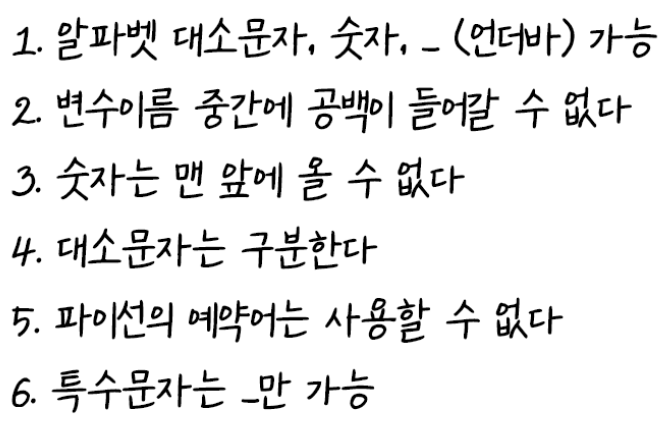 1. 알파벳 대소문자, 숫자, _ (언더바) 가능
2. 변수이름 중간에 공백이 들어갈 수 없다
3. 숫자는 맨 앞에 올 수 없다
4. 대소문자는 구분한다
5. 파이선의 예약어는 사용할 수 없다
6. 특수문자는 _만 가능